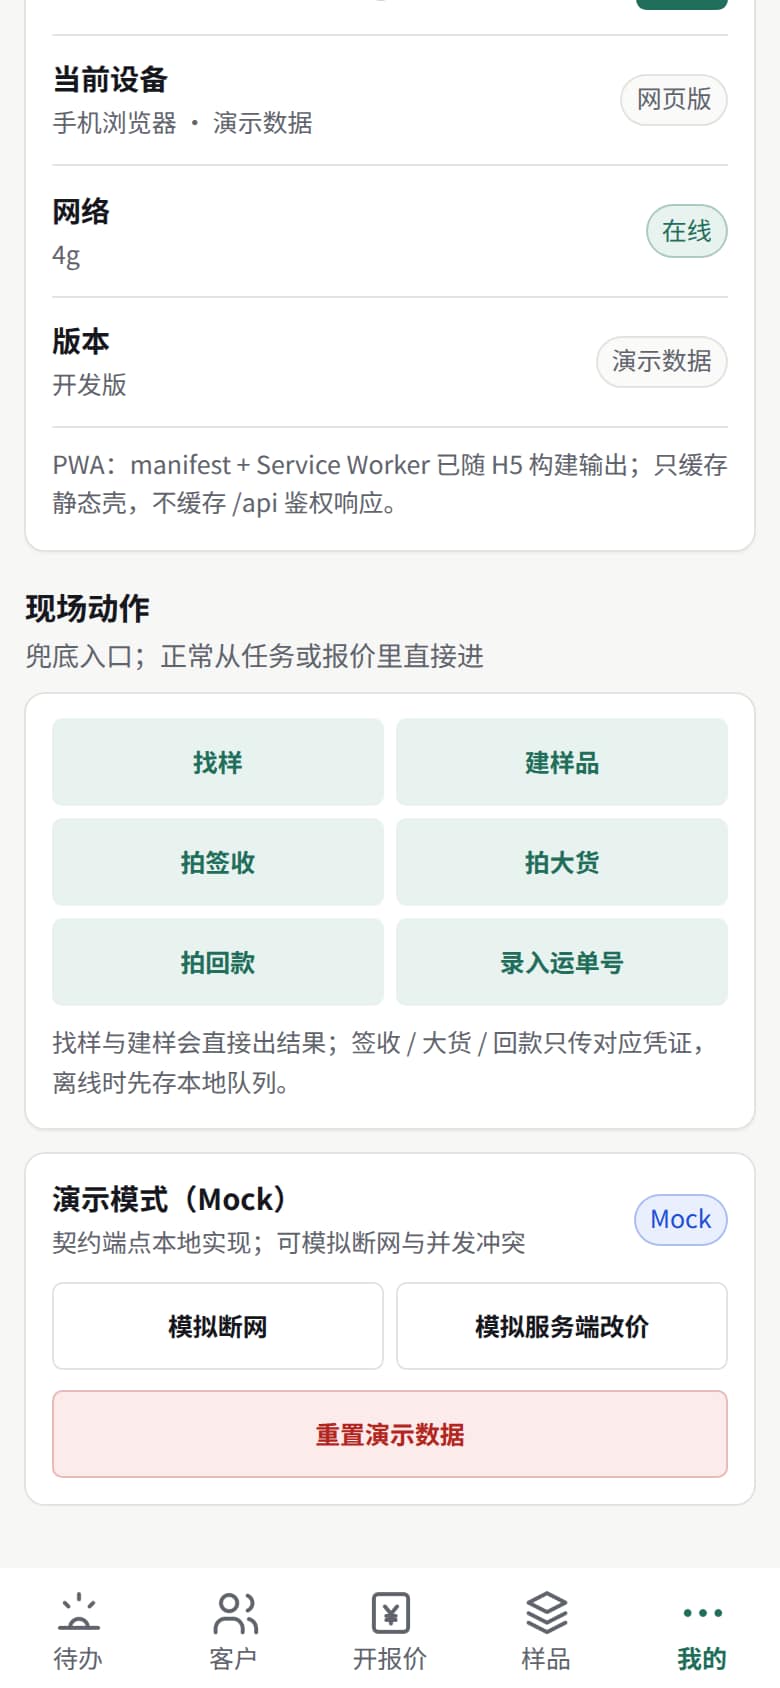 当前设备
手机浏览器 · 演示数据
网页版
网络
4g
在线
版本
开发版
演示数据
PWA：manifest + Service Worker 已随 H5 构建输出；只缓存
静态壳，不缓存 /api 鉴权响应。
现场动作
兜底入口；正常从任务或报价里直接进
找样
建样品
拍签收
拍大货
拍回款
录入运单号
找样与建样会直接出结果；签收 / 大货 / 回款只传对应凭证，
离线时先存本地队列。
演示模式（Mock）
契约端点本地实现；可模拟断网与并发冲突
Mock
模拟断网
模拟服务端改价
重置演示数据
待办
客户
开报价
样品
我的